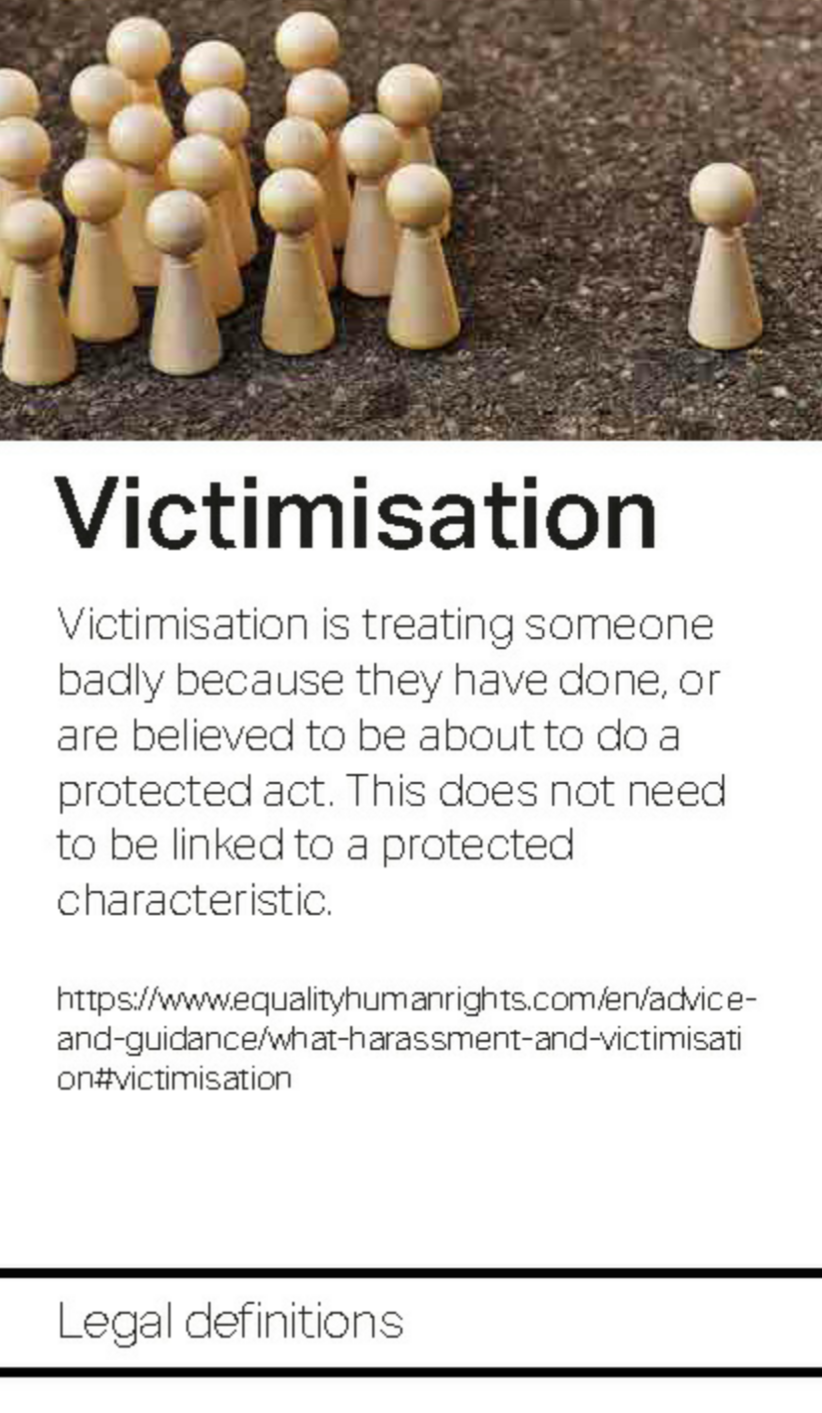 Victimisation
Victimisation is treating someone
badly because they have done, or
are believed to be about to do a
protected act. This does not need
to be linked to a protected
characteristic.
https://www.equalityhumanrights.com/en/advice-
and-guidance/what-harassment-and-victimisati
on#victimisation
Legal definitions